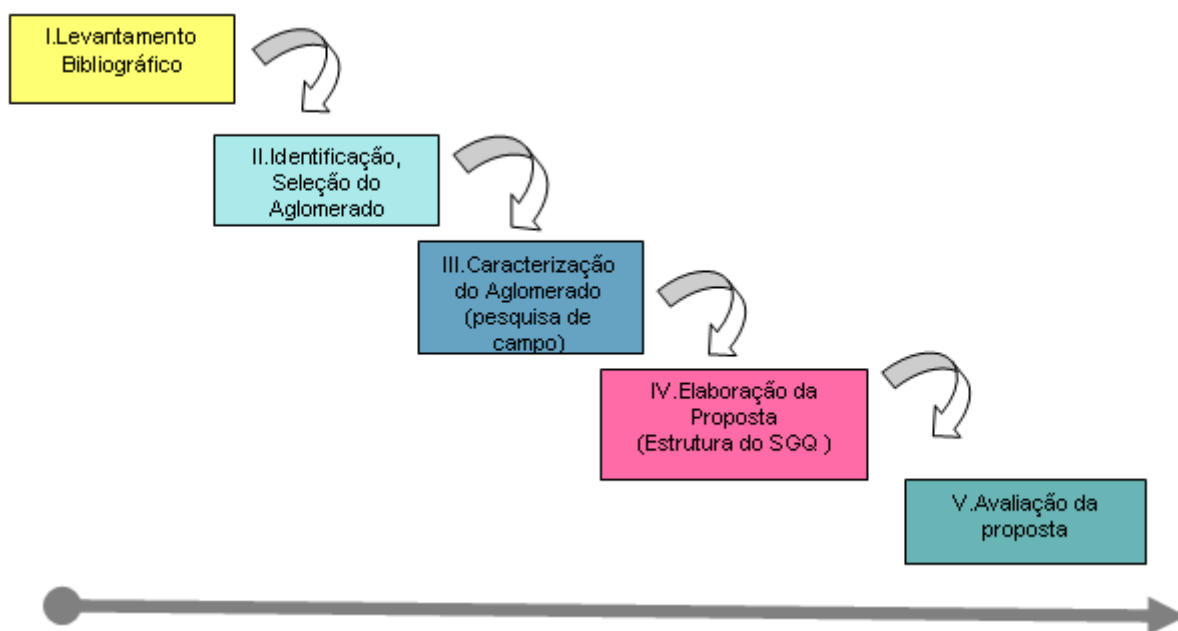 I.Levantamento
Bibliográfico
II.Identificação,
Seleção do
Aglomerado
III.Caracterização
do Aglomerado
(pesquisa de
campo)
IV.Elaboração da
Proposta
(Estrutura do SGQ )
V.Avaliação da
proposta